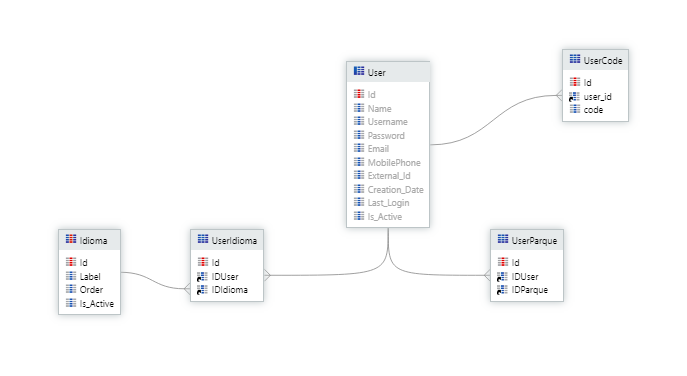 User
Id
Name
Username
Password
Email
MobilePhone
External_Id
Creation_Date
Last_Login
Is_Active
UserCode
Id
user_id
code
Idioma
Id
Label
Order
Is_Active
UserIdioma
Id
IDUser
IDIdioma
UserParque
Id
IDUser
IDParque